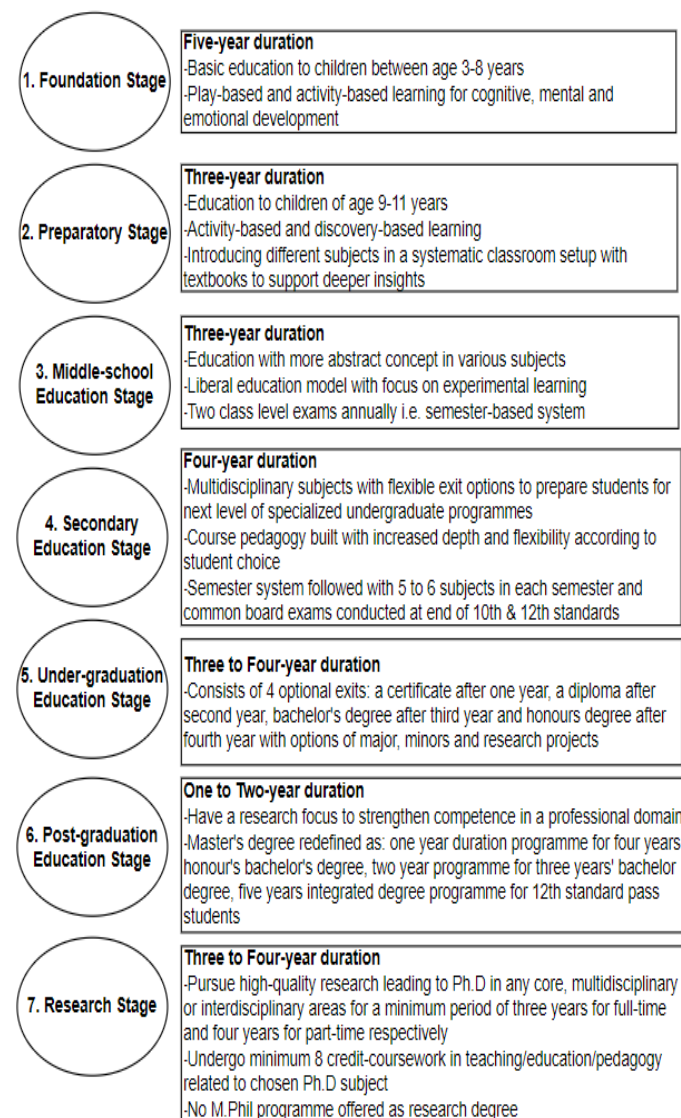 1. Foundation Stage
Five-year duration
-Basic education to children between age 3-8 years
-Play-based and activity-based learning for cognitive, mental and
emotional development
2. Preparatory Stage
Three-year duration
-Education to children of age 9-11 years
-Activity-based and discovery-based learning
-Introducing different subjects in a systematic classroom setup with
textbooks to support deeper insights
3. Middle-school
Education Stage
Three-year duration
-Education with more abstract concept in various subjects
-Liberal education model with focus on experimental learning
-Two class level exams annually i.e. semester-based system
4. Secondary
Education Stage
Four-year duration
-Multidisciplinary subjects with flexible exit options to prepare students for
next level of specialized undergraduate programmes
-Course pedagogy built with increased depth and flexibility according to
student choice
-Semester system followed with 5 to 6 subjects in each semester and
common board exams conducted at end of 10th & 12th standards
5. Under-graduation
Education Stage
Three to Four-year duration
-Consists of 4 optional exits: a certificate after one year, a diploma after
second year, bachelor's degree after third year and honours degree after
fourth year with options of major, minors and research projects
6. Post-graduation
Education Stage
One to Two-year duration
-Have a research focus to strengthen competence in a professional domain
-Master's degree redefined as: one year duration programme for four years
honour's bachelor's degree, two year programme for three years' bachelor
degree, five years integrated degree programme for 12th standard pass
students
7. Research Stage
Three to Four-year duration
-Pursue high-quality research leading to Ph.D in any core, multidisciplinary
or interdisciplinary areas for a minimum period of three years for full-time
and four years for part-time respectively
-Undergo minimum 8 credit-coursework in teaching/education/pedagogy
related to chosen Ph.D subject
-No M.Phil programme offered as research degree